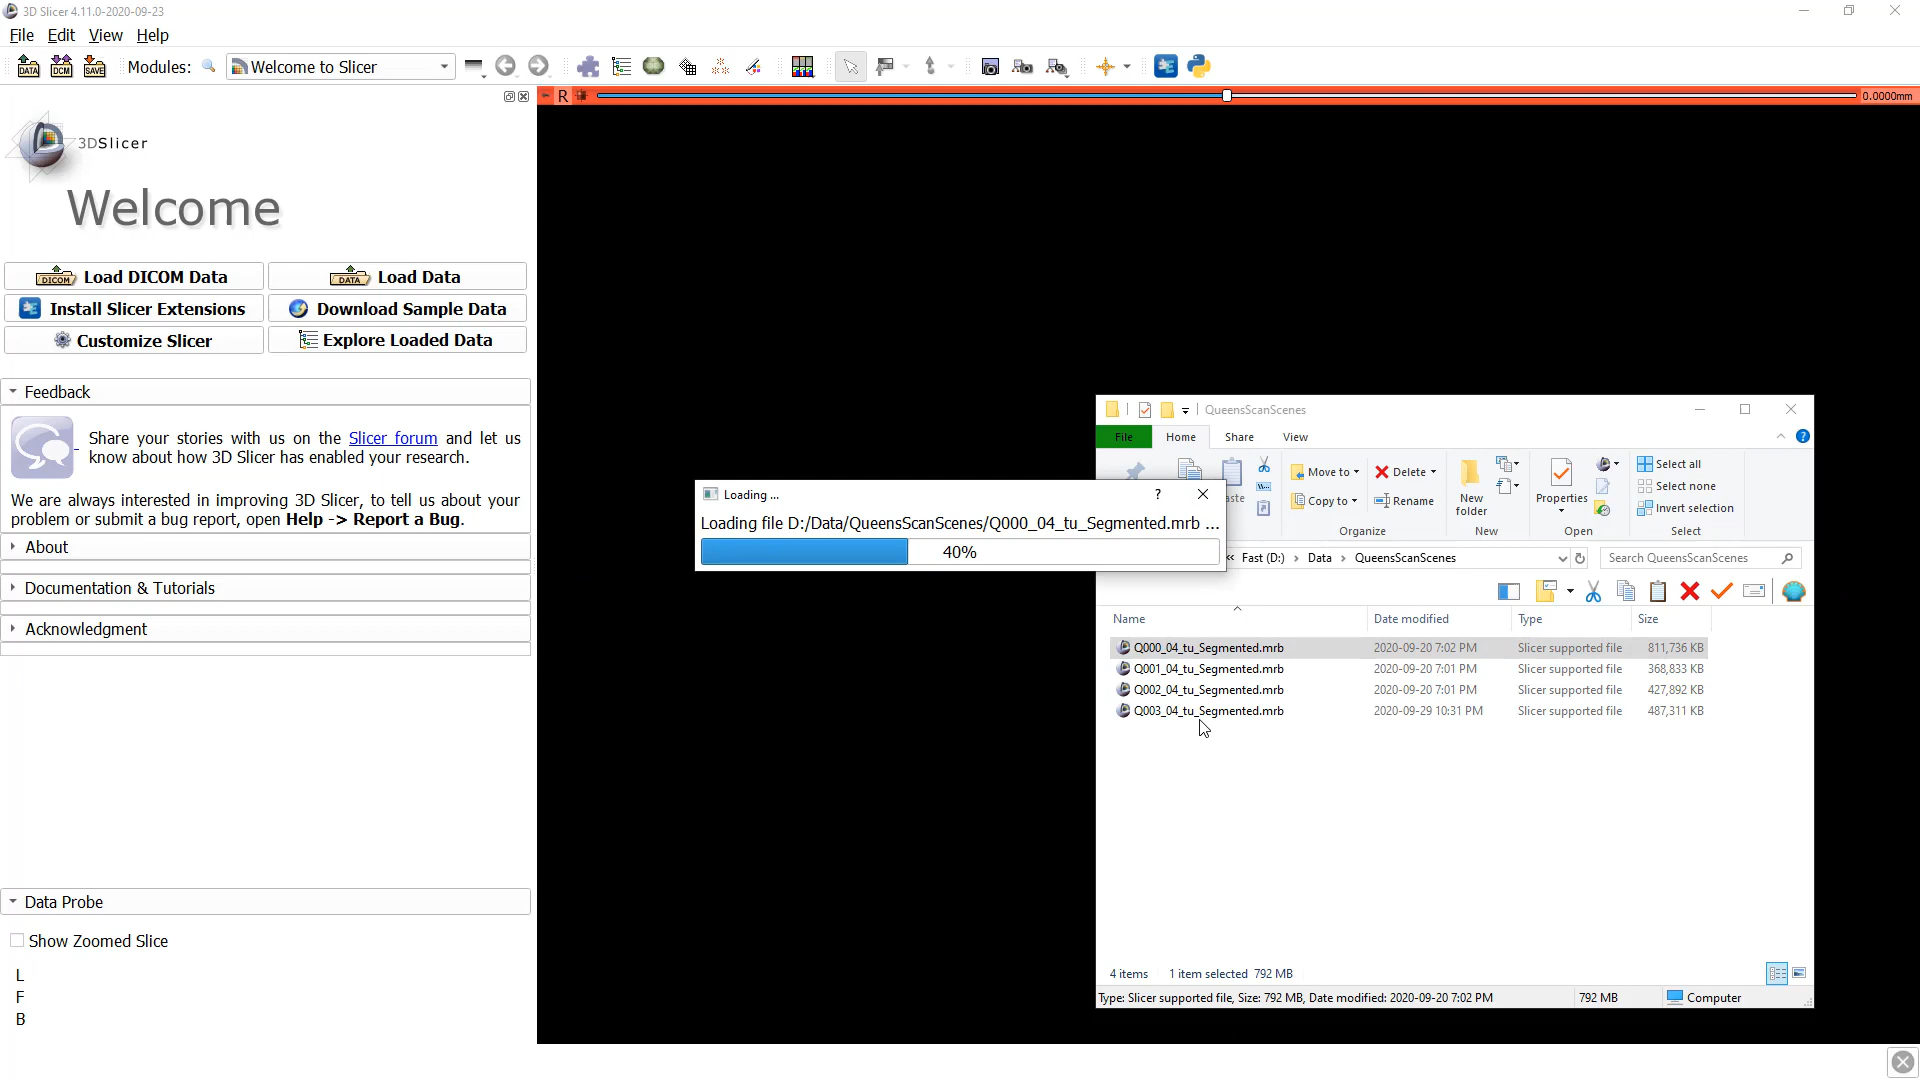 3D Slicer 4.11.0-2020-09-23
File Edit View Help
DATA DCM SAVE Modules: Welcome to Slicer
R 0.0000mm
3DSlicer
Welcome
DICOM Load DICOM Data DATA Load Data
Install Slicer Extensions Download Sample Data
Customize Slicer Explore Loaded Data
Feedback
Share your stories with us on the Slicer forum and let us
know about how 3D Slicer has enabled your research.
We are always interested in improving 3D Slicer, to tell us about your
problem or submit a bug report, open Help -> Report a Bug.
About
Documentation & Tutorials
Acknowledgment
Data Probe
Show Zoomed Slice
L
F
B
Loading ... ?
Loading file D:/Data/QueensScanScenes/Q000_04_tu_Segmented.mrb ...
40%
QueensScanScenes
File Home Share View
Move to Delete Select all
New folder Properties Select none
Copy to Rename Invert selection
Organize New Open Select
« Fast (D:) Data QueensScanScenes Search QueensScanScenes
Name Date modified Type Size
Q000_04_tu_Segmented.mrb 2020-09-20 7:02 PM Slicer supported file 811,736 KB
Q001_04_tu_Segmented.mrb 2020-09-20 7:01 PM Slicer supported file 368,833 KB
Q002_04_tu_Segmented.mrb 2020-09-20 7:01 PM Slicer supported file 427,892 KB
Q003_04_tu_Segmented.mrb 2020-09-29 10:31 PM Slicer supported file 487,311 KB
4 items 1 item selected 792 MB
Type: Slicer supported file, Size: 792 MB, Date modified: 2020-09-20 7:02 PM 792 MB Computer